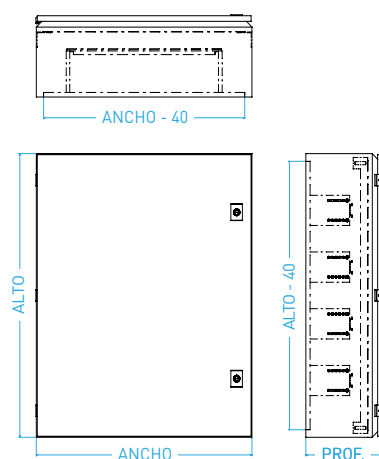 ANCHO - 40
ALTO
ALTO - 40
ANCHO
PROF.